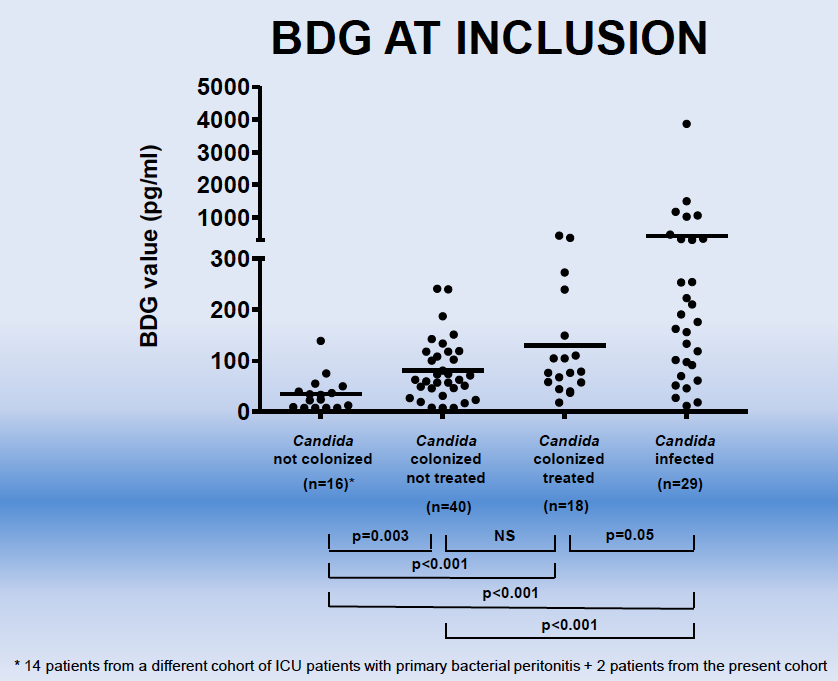 BDG AT INCLUSION
BDG value (pg/ml)
5000
4000
3000
2000
1000
300
200
100
0
Candida
not colonized
(n=16)*
Candida
colonized
not treated
(n=40)
Candida
colonized
treated
(n=18)
Candida
infected
(n=29)
p=0.003
NS
p=0.05
p<0.001
p<0.001
p<0.001
* 14 patients from a different cohort of ICU patients with primary bacterial peritonitis + 2 patients from the present cohort